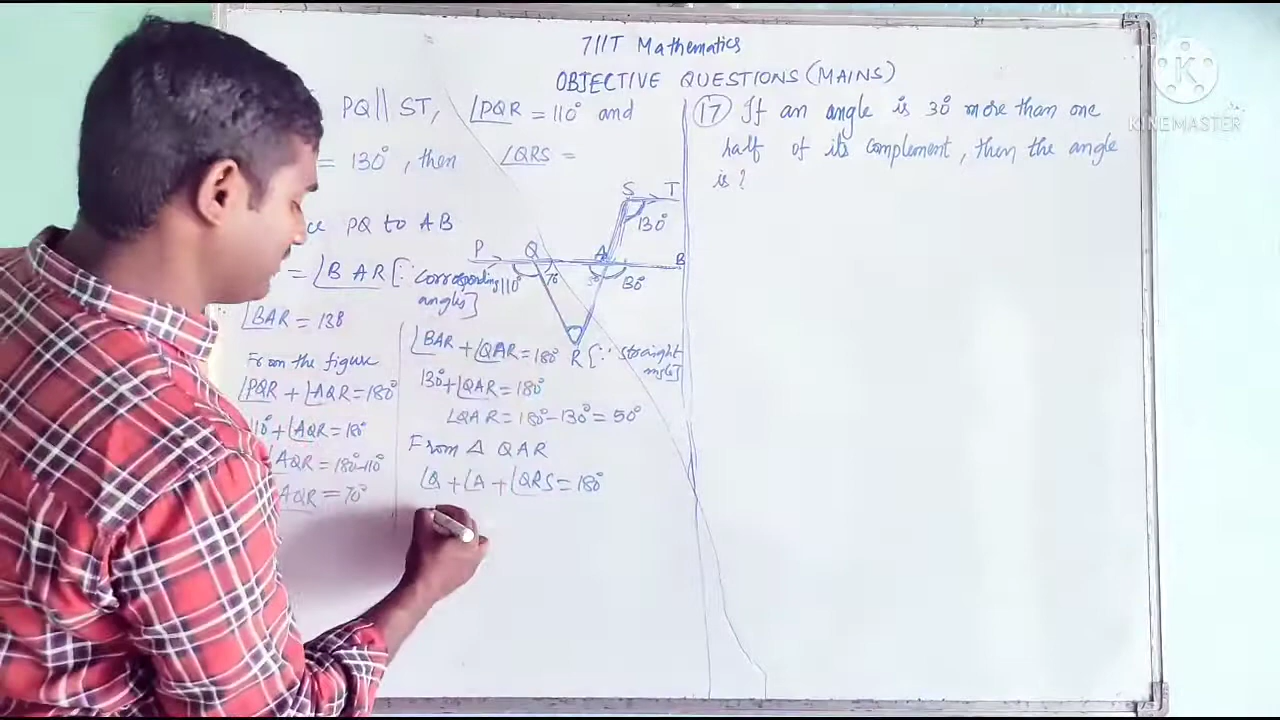 7IIT Mathematics
OBJECTIVE QUESTIONS (MAINS)
PQ || ST, ∠PQR = 110° and
= 130°, then ∠QRS =
PQ to AB
= ∠BAR [∵ corresponding
angles]
∠BAR = 130
From the figure
∠PQR + ∠AQR = 180°
110° + ∠AQR = 180°
∠AQR = 180°-110°
AQR = 70°
∠BAR + ∠QAR = 180° [∵ straight
angle]
130° + ∠QAR = 180°
∠QAR = 180° - 130° = 50°
From Δ QAR
∠Q + ∠A + ∠QRS = 180°
S T
130°
P Q A B
110° 70° 50° 130°
R
17 If an angle is 30° more than one
half of its complement, then the angle
is?
KINEMASTER